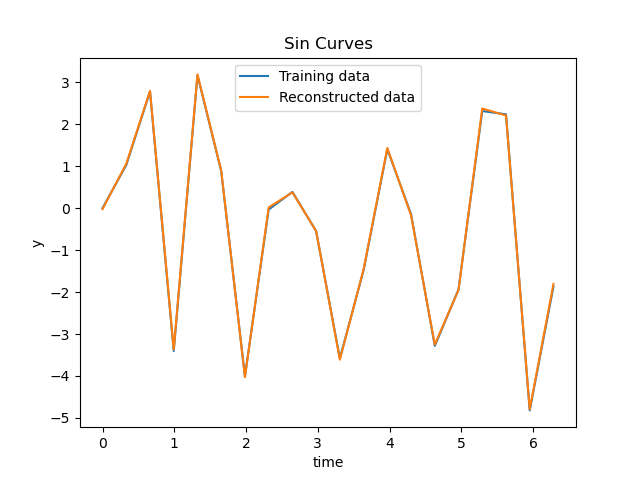 Sin Curves
Training data
Reconstructed data
3
2
1
0
−1
−2
−3
−4
−5
y
0 1 2 3 4 5 6
time